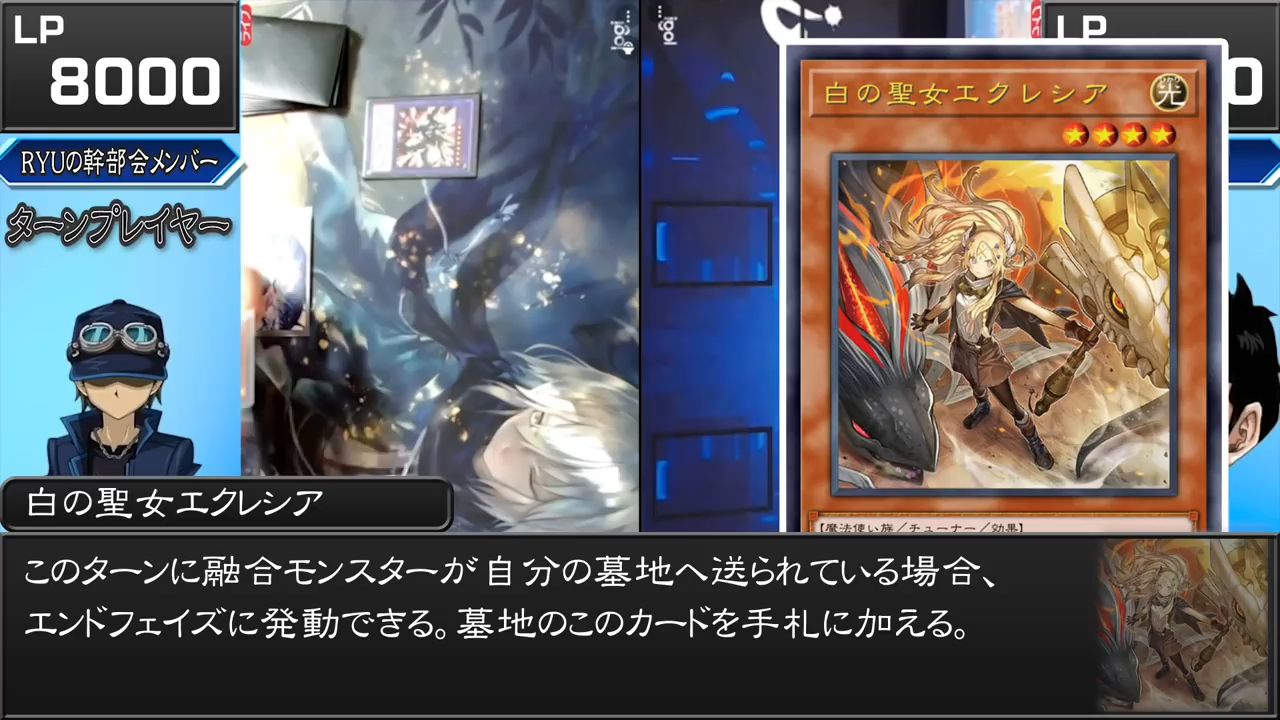 LP
8000
RYUの幹部会メンバー
ターンプレイヤー
LP
0
白の聖女エクレシア
光
【魔法使い族／チューナー／効果】
白の聖女エクレシア
このターンに融合モンスターが自分の墓地へ送られている場合、
エンドフェイズに発動できる。墓地のこのカードを手札に加える。